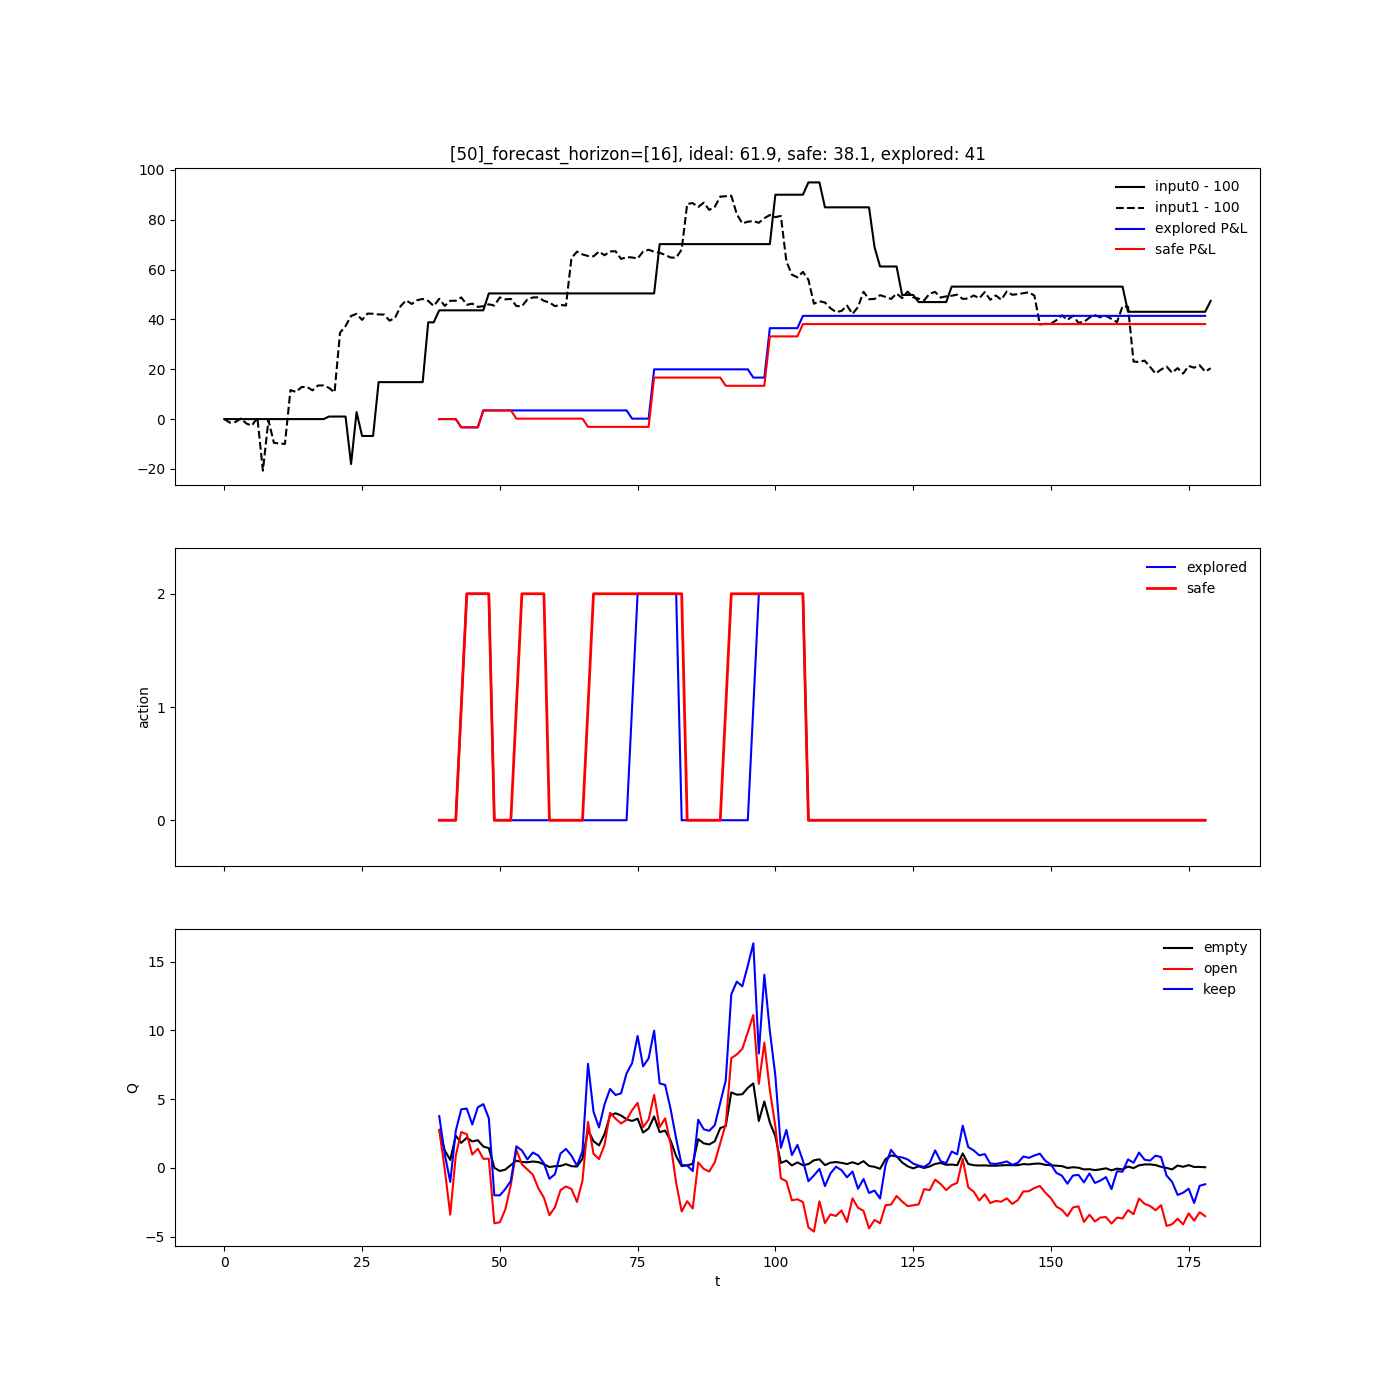 [50]_forecast_horizon=[16], ideal: 61.9, safe: 38.1, explored: 41
100
80
60
40
20
0
−20
input0 - 100
input1 - 100
explored P&L
safe P&L
2
1
0
action
explored
safe
15
10
5
0
−5
Q
empty
open
keep
0
25
50
75
100
125
150
175
t